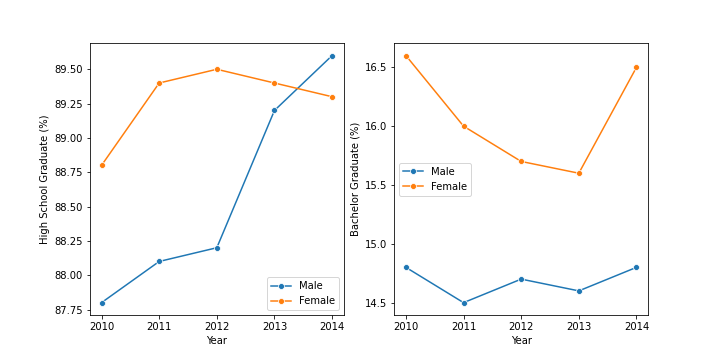 High School Graduate (%)
89.50
89.25
89.00
88.75
88.50
88.25
88.00
87.75
Male
Female
2010 2011 2012 2013 2014
Year
Bachelor Graduate (%)
16.5
16.0
15.5
15.0
14.5
Male
Female
2010 2011 2012 2013 2014
Year